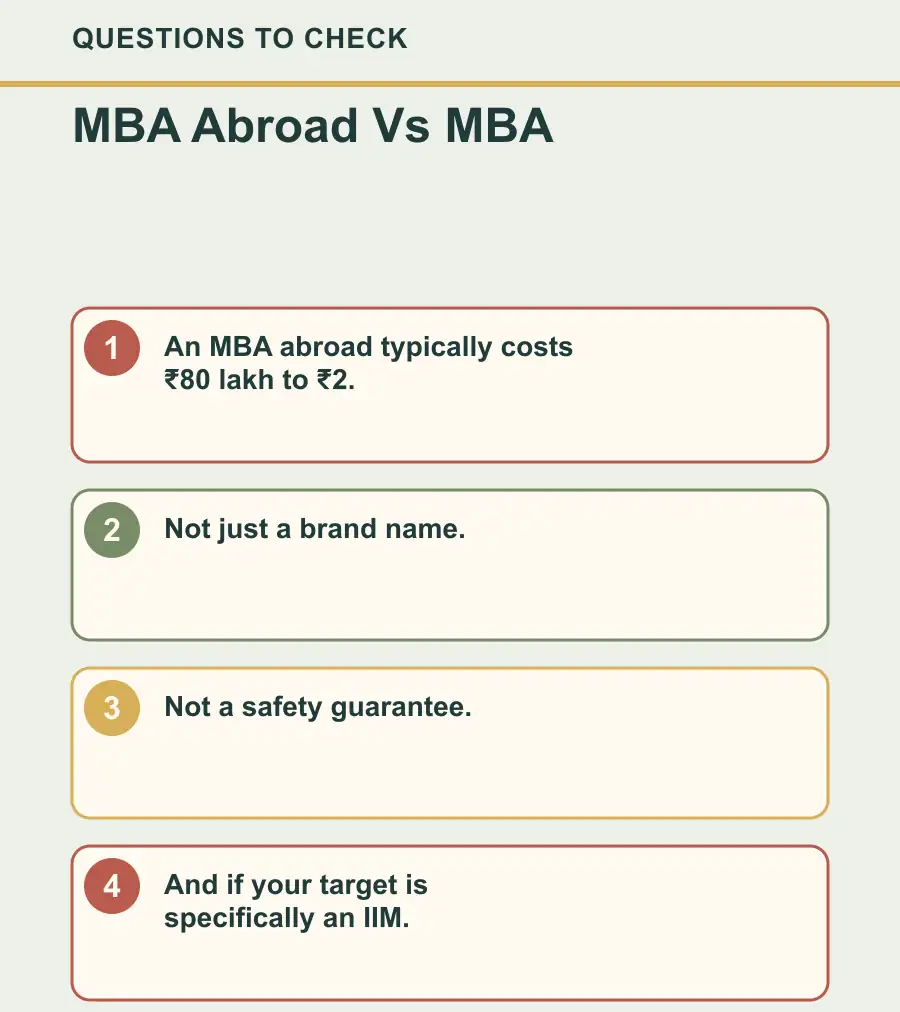 QUESTIONS TO CHECK
MBA Abroad Vs MBA
1
An MBA abroad typically costs
₹80 lakh to ₹2.
2
Not just a brand name.
3
Not a safety guarantee.
4
And if your target is
specifically an IIM.